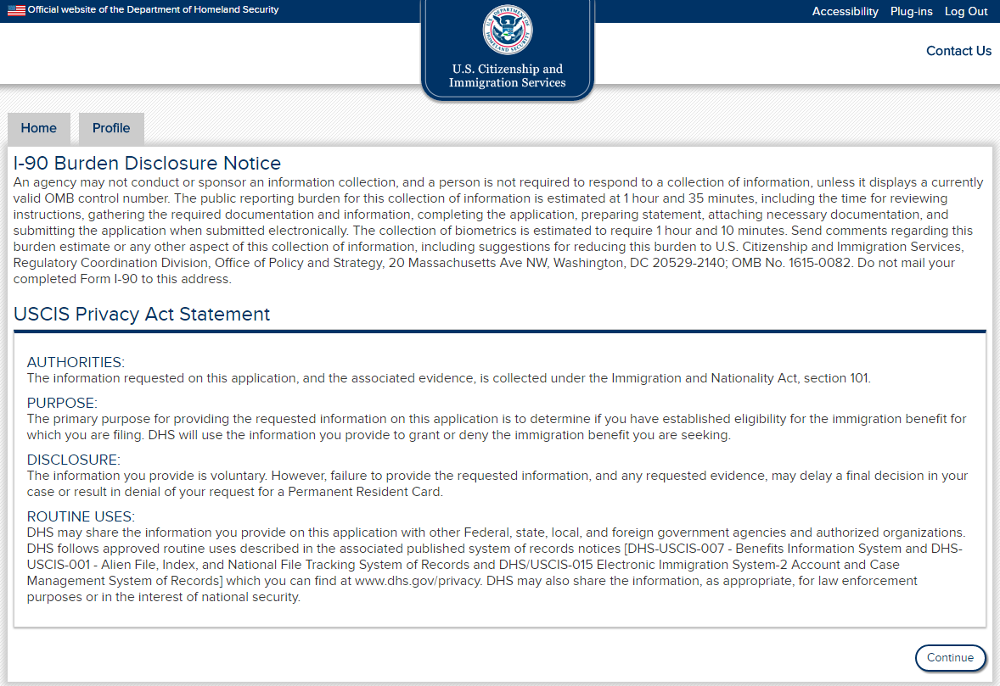 Official website of the Department of Homeland Security
Accessibility Plug-ins Log Out
U.S. Citizenship and
Immigration Services
Contact Us
Home Profile
I-90 Burden Disclosure Notice
An agency may not conduct or sponsor an information collection, and a person is not required to respond to a collection of information, unless it displays a currently
valid OMB control number. The public reporting burden for this collection of information is estimated at 1 hour and 35 minutes, including the time for reviewing
instructions, gathering the required documentation and information, completing the application, preparing statement, attaching necessary documentation, and
submitting the application when submitted electronically. The collection of biometrics is estimated to require 1 hour and 10 minutes. Send comments regarding this
burden estimate or any other aspect of this collection of information, including suggestions for reducing this burden to U.S. Citizenship and Immigration Services,
Regulatory Coordination Division, Office of Policy and Strategy, 20 Massachusetts Ave NW, Washington, DC 20529-2140; OMB No. 1615-0082. Do not mail your
completed Form I-90 to this address.
USCIS Privacy Act Statement
AUTHORITIES:
The information requested on this application, and the associated evidence, is collected under the Immigration and Nationality Act, section 101.
PURPOSE:
The primary purpose for providing the requested information on this application is to determine if you have established eligibility for the immigration benefit for
which you are filing. DHS will use the information you provide to grant or deny the immigration benefit you are seeking.
DISCLOSURE:
The information you provide is voluntary. However, failure to provide the requested information, and any requested evidence, may delay a final decision in your
case or result in denial of your request for a Permanent Resident Card.
ROUTINE USES:
DHS may share the information you provide on this application with other Federal, state, local, and foreign government agencies and authorized organizations.
DHS follows approved routine uses described in the associated published system of records notices [DHS-USCIS-007 - Benefits Information System and DHS-
USCIS-001 - Alien File, Index, and National File Tracking System of Records and DHS/USCIS-015 Electronic Immigration System-2 Account and Case
Management System of Records] which you can find at www.dhs.gov/privacy. DHS may also share the information, as appropriate, for law enforcement
purposes or in the interest of national security.
Continue